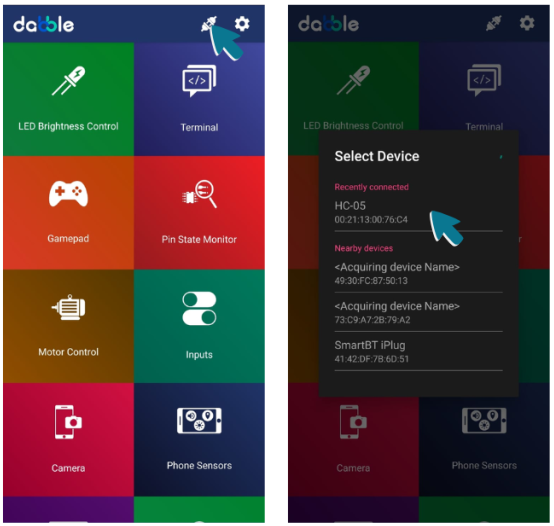 dabble
LED Brightness Control
Terminal
Gamepad
Pin State Monitor
Motor Control
Inputs
Camera
Phone Sensors
dabble
LED Brightness Control
Terminal
Select Device
Recently connected
HC-05
00:21:13:00:76:C4
Nearby devices
<Acquiring device Name>
49:30:FC:87:50:13
<Acquiring device Name>
73:C9:A7:2B:79:A2
SmartBT iPlug
41:42:DF:7B:6D:51
Camera
Phone Sensors